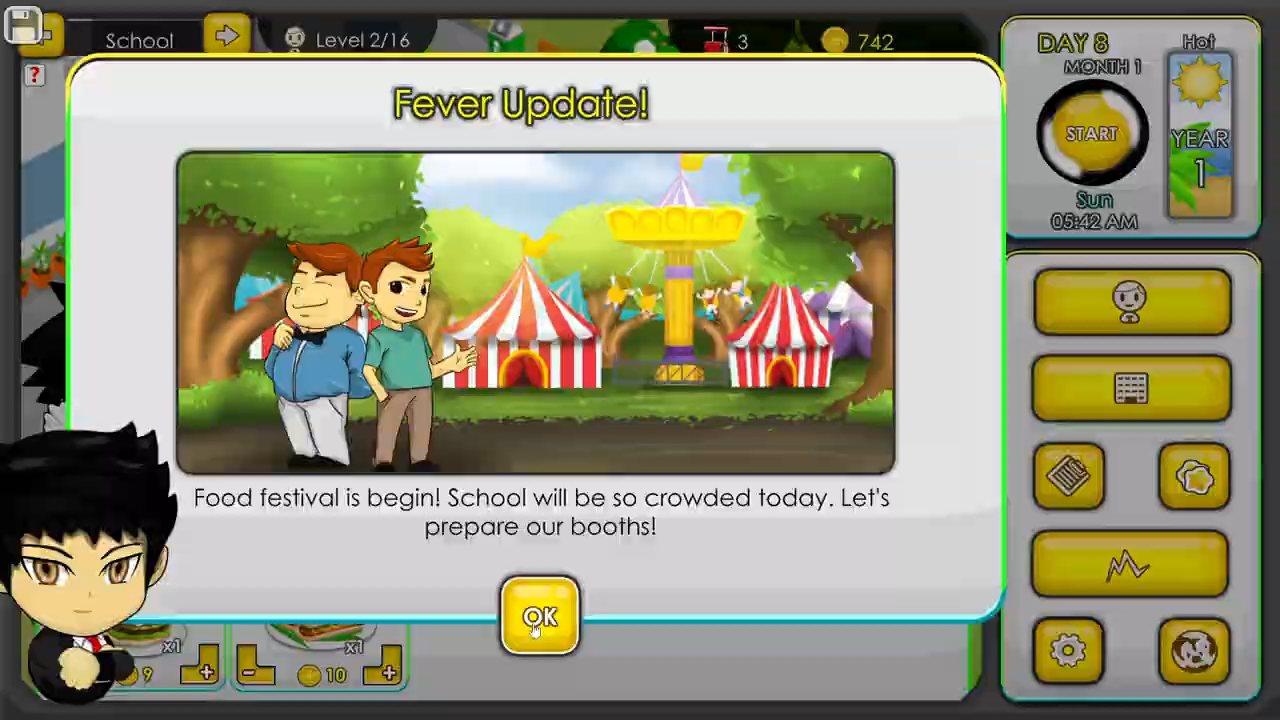 School
Level 2/16
3
742
?
Fever Update!
Food festival is begin! School will be so crowded today. Let's
prepare our booths!
OK
x1
9
x1
10
DAY 8
MONTH 1
START
Sun
05:42 AM
Hot
YEAR
1